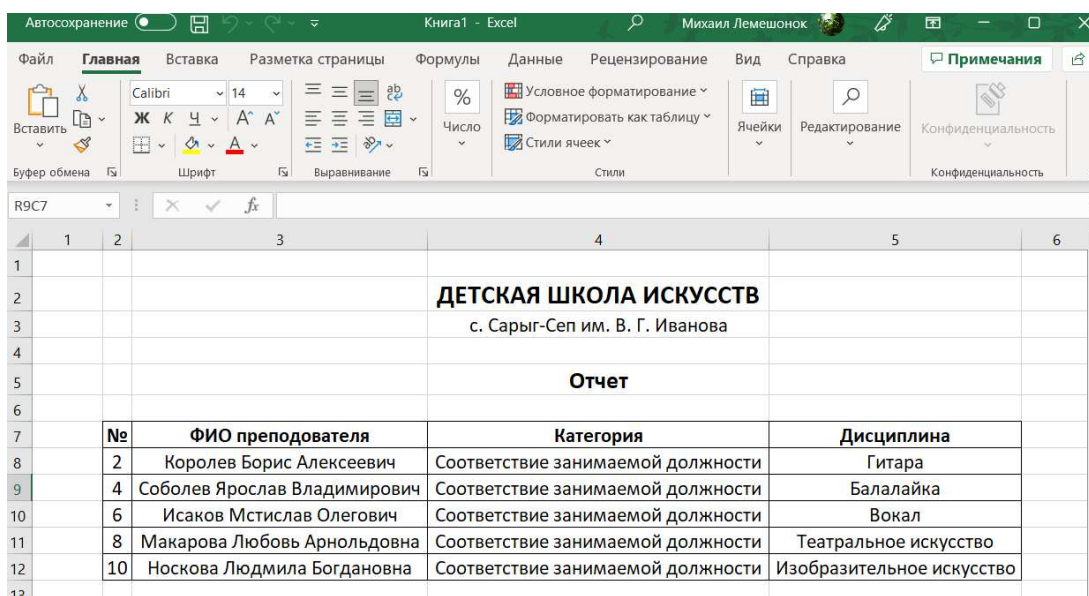 Автосохранение Книга1 - Excel Михаил Лемешонок
Файл Главная Вставка Разметка страницы Формулы Данные Рецензирование Вид Справка Примечания
Calibri 14 % Условное форматирование
Вставить Ж К Ч A A Число Форматировать как таблицу Ячейки Редактирование Конфиденциальность
A Стили ячеек
Буфер обмена Шрифт Выравнивание Стили Конфиденциальность
R9C7 fx
1 2 3 4 5 6
1
2 ДЕТСКАЯ ШКОЛА ИСКУССТВ
3 с. Сарыг-Сеп им. В. Г. Иванова
4
5 Отчет
6
7 № ФИО преподователя Категория Дисциплина
8 2 Королев Борис Алексеевич Соответствие занимаемой должности Гитара
9 4 Соболев Ярослав Владимирович Соответствие занимаемой должности Балалайка
10 6 Исаков Мстислав Олегович Соответствие занимаемой должности Вокал
11 8 Макарова Любовь Арнольдовна Соответствие занимаемой должности Театральное искусство
12 10 Носкова Людмила Богдановна Соответствие занимаемой должности Изобразительное искусство
13